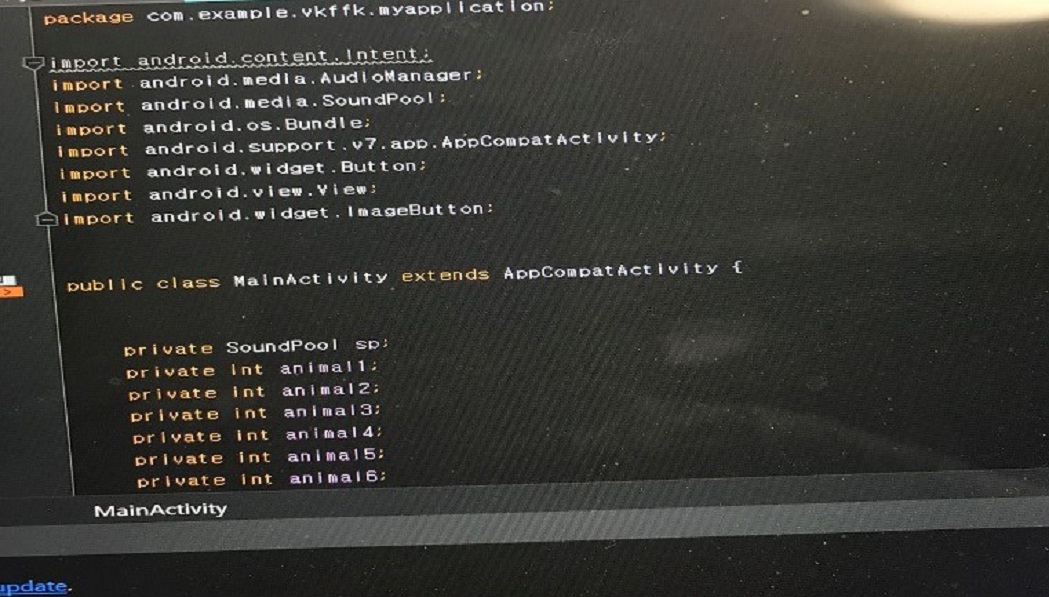 package com.example.vkffk.myapplication;
import android.content.Intent;
import android.media.AudioManager;
import android.media.SoundPool;
import android.os.Bundle;
import android.support.v7.app.AppCompatActivity;
import android.widget.Button;
import android.view.View;
import android.widget.ImageButton;
public class MainActivity extends AppCompatActivity {
private SoundPool sp;
private int animal1;
private int animal2;
private int animal3;
private int animal4;
private int animal5;
private int animal6;
MainActivity
update.